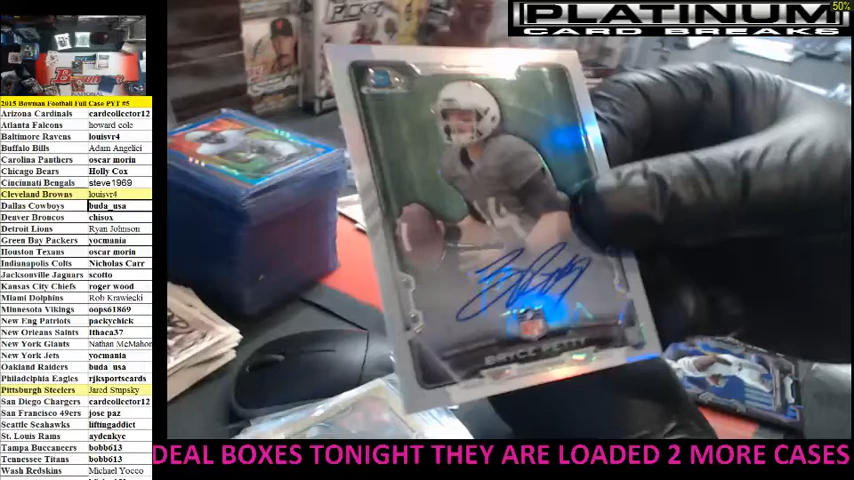 50%
PLATINUM
CARD BREAKS
2015 Bowman Football Full Case PYT #5
Arizona Cardinals cardcollector12
Atlanta Falcons howard cole
Baltimore Ravens louisvr4
Buffalo Bills Adam Angelici
Carolina Panthers oscar morin
Chicago Bears Holly Cox
Cincinnati Bengals steve1969
Cleveland Browns louisvr4
Dallas Cowboys buda_usa
Denver Broncos chisox
Detroit Lions Ryan Johnson
Green Bay Packers yocmania
Houston Texans oscar morin
Indianapolis Colts Nicholas Carr
Jacksonville Jaguars scotto
Kansas City Chiefs roger wood
Miami Dolphins Rob Krawiecki
Minnesota Vikings oops61869
New Eng Patriots packychick
New Orleans Saints Ithaca37
New York Giants Nathan McMahon
New York Jets yocmania
Oakland Raiders buda_usa
Philadelphia Eagles rjksportscards
Pittsburgh Steelers Jared Stupsky
San Diego Chargers cardcollector12
San Francisco 49ers jose paz
Seattle Seahawks liftingaddict
St. Louis Rams aydenkyc
Tampa Buccaneers bobb613
Tennessee Titans bobb613
Wash Redskins Michael Yocco
BRYCE PETTY
DEAL BOXES TONIGHT THEY ARE LOADED 2 MORE CASES